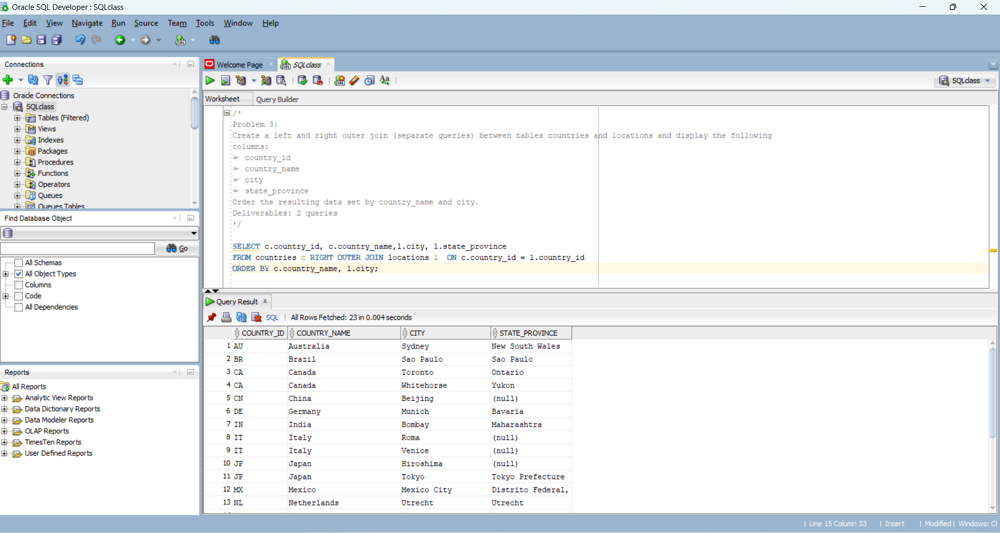 Oracle SQL Developer : SQLclass
File Edit View Navigate Run Source Team Tools Window Help
Connections
Oracle Connections
SQLclass
Tables (Filtered)
Views
Indexes
Packages
Procedures
Functions
Operators
Queues
Queues Tables
Find Database Object
Go
All Schemas
All Object Types
Columns
Code
All Dependencies
Reports
All Reports
Analytic View Reports
Data Dictionary Reports
Data Modeler Reports
OLAP Reports
TimesTen Reports
User Defined Reports
Welcome Page SQLclass
SQLclass
Worksheet Query Builder
/*
Problem 3:
Create a left and right outer join (separate queries) between tables countries and locations and display the following
columns:
➢ country_id
➢ country_name
➢ city
➢ state_province
Order the resulting data set by country_name and city.
Deliverables: 2 queries
*/
SELECT c.country_id, c.country_name,l.city, l.state_province
FROM countries c RIGHT OUTER JOIN locations l  ON c.country_id = l.country_id
ORDER BY c.country_name, l.city;
Query Result
SQL | All Rows Fetched: 23 in 0.004 seconds
COUNTRY_ID COUNTRY_NAME CITY STATE_PROVINCE
1 AU Australia Sydney New South Wales
2 BR Brazil Sao Paulo Sao Paulo
3 CA Canada Toronto Ontario
4 CA Canada Whitehorse Yukon
5 CN China Beijing (null)
6 DE Germany Munich Bavaria
7 IN India Bombay Maharashtra
8 IT Italy Roma (null)
9 IT Italy Venice (null)
10 JP Japan Hiroshima (null)
11 JP Japan Tokyo Tokyo Prefecture
12 MX Mexico Mexico City Distrito Federal,
13 NL Netherlands Utrecht Utrecht
| Line 15 Column 33 | Insert | Modified | Windows: